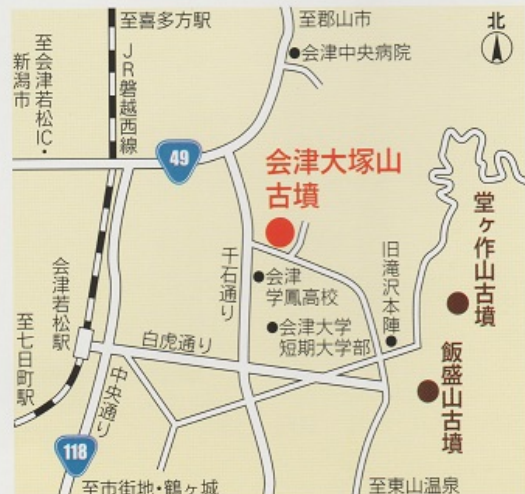 至喜多方駅
至郡山市
北
会津中央病院
至会津若松IC・
新潟市
JR磐越西線
49
会津大塚山
古墳
堂ヶ作山古墳
千石通り
会津
学鳳高校
旧滝沢本陣
会津若松駅
会津大学
短期大学部
白虎通り
至七日町駅
飯盛山古墳
中央通り
118
至市街地・鶴ヶ城
至東山温泉